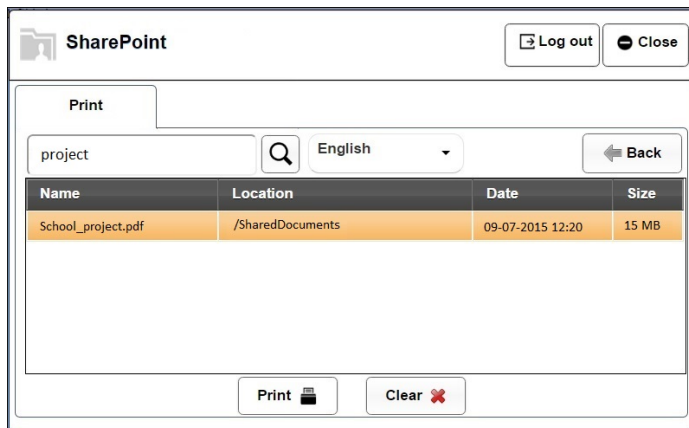 SharePoint
Log out
Close
Print
project
English
Back
Name Location Date Size
School_project.pdf /SharedDocuments 09-07-2015 12:20 15 MB
Print Clear